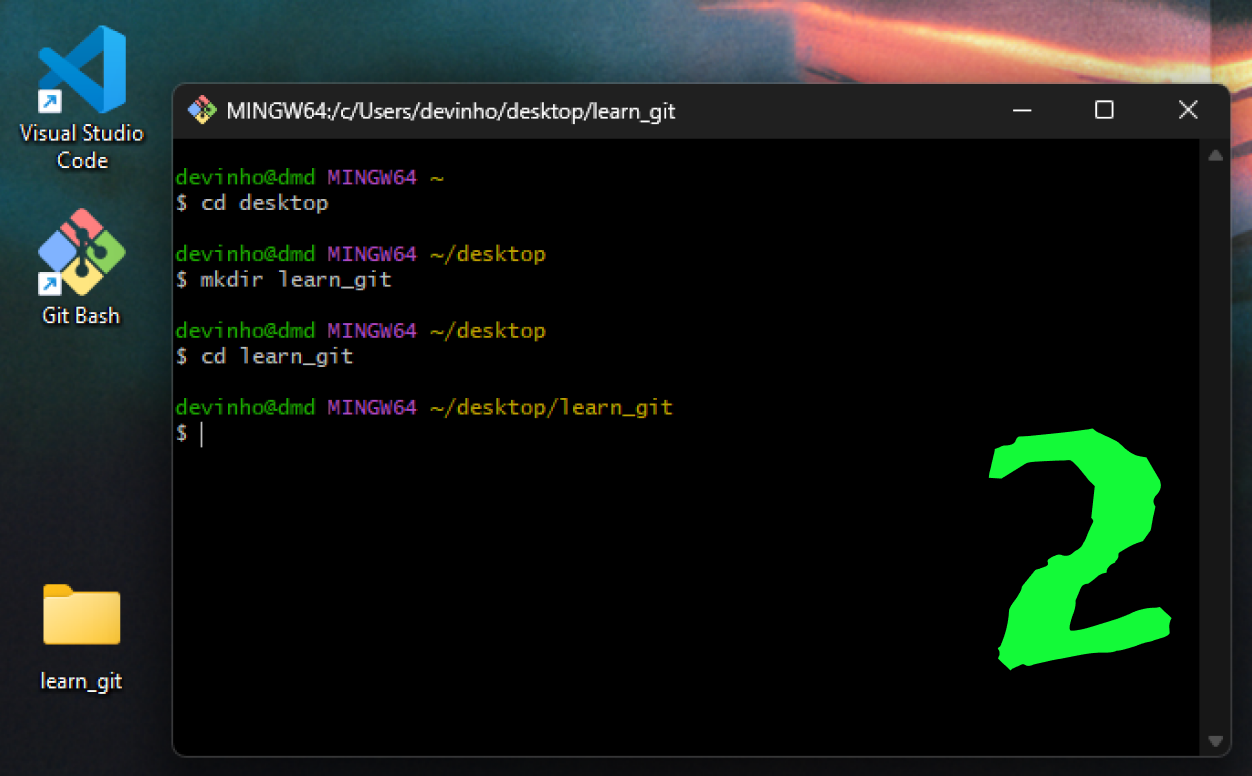 Visual Studio
Code
Git Bash
learn_git
MINGW64:/c/Users/devinho/desktop/learn_git
devinho@dmd MINGW64 ~
$ cd desktop
devinho@dmd MINGW64 ~/desktop
$ mkdir learn_git
devinho@dmd MINGW64 ~/desktop
$ cd learn_git
devinho@dmd MINGW64 ~/desktop/learn_git
$
2